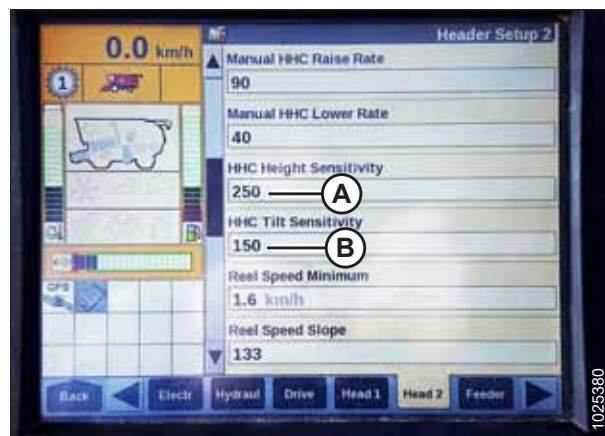 0.0 km/h
Header Setup 2
1
Manual HHC Raise Rate
90
Manual HHC Lower Rate
40
HHC Height Sensitivity
250
A
HHC Tilt Sensitivity
150
B
Reel Speed Minimum
1.6 km/h
Reel Speed Slope
133
GPS
Back
Electr
Hydraul
Drive
Head 1
Head 2
Feeder
1025380